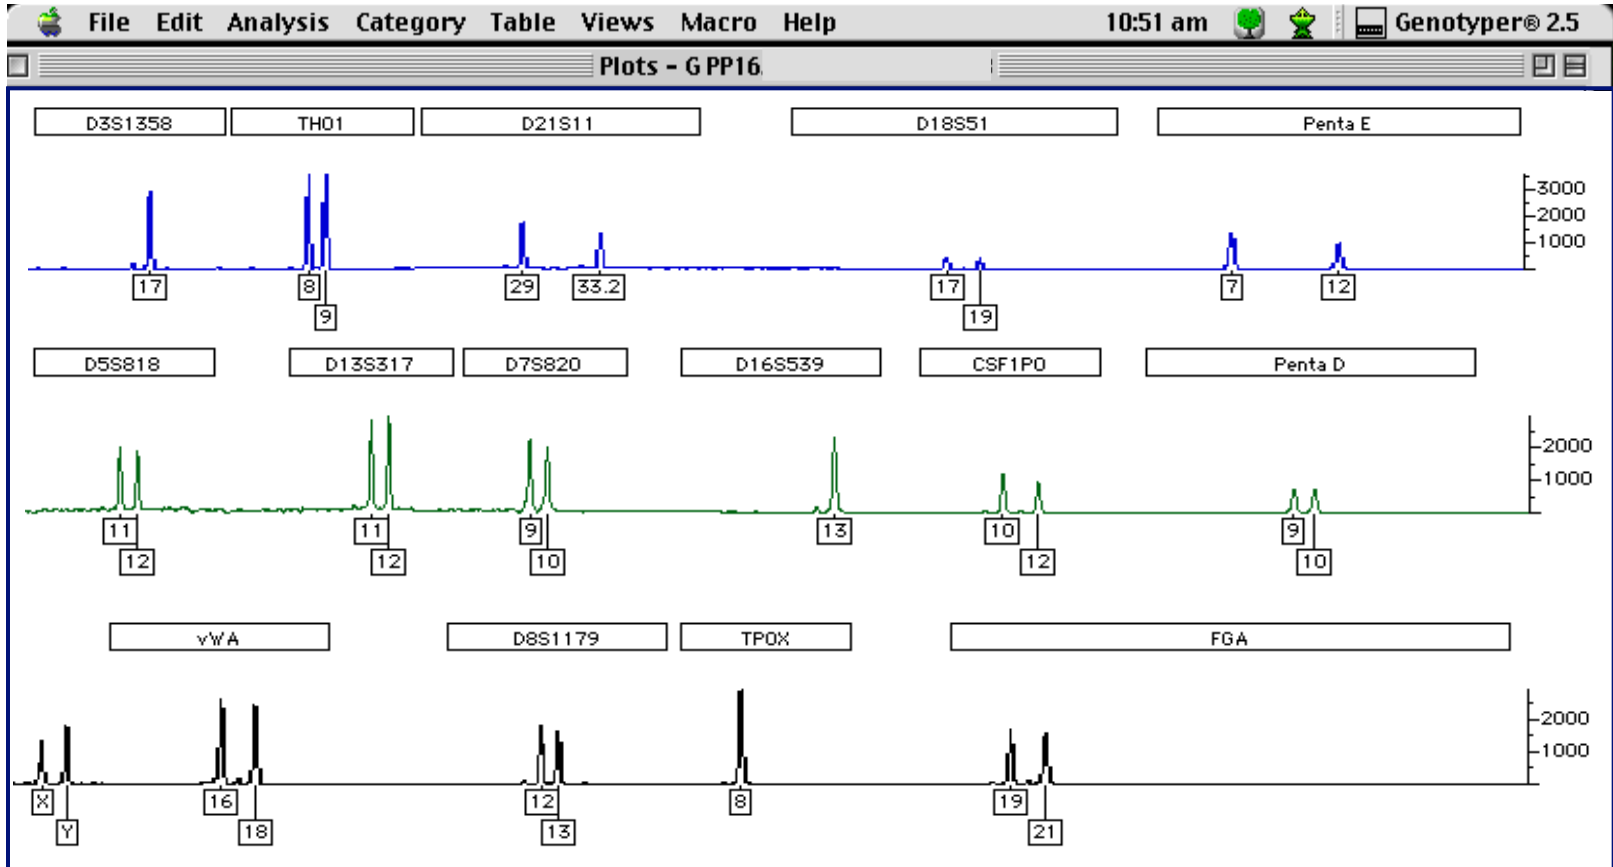 File Edit Analysis Category Table Views Macro Help 10:51 am Genotyper® 2.5
Plots - G PP16
D3S1358 TH01 D21S11 D18S51 Penta E
3000
2000
1000
17 8 29 33.2 17 7 12
9 19
D5S818 D13S317 D7S820 D16S539 CSF1PO Penta D
2000
1000
11 11 9 13 10 9
12 12 10 12 10
vWA D8S1179 TPOX FGA
2000
1000
X 16 12 8 19
Y 18 13 21